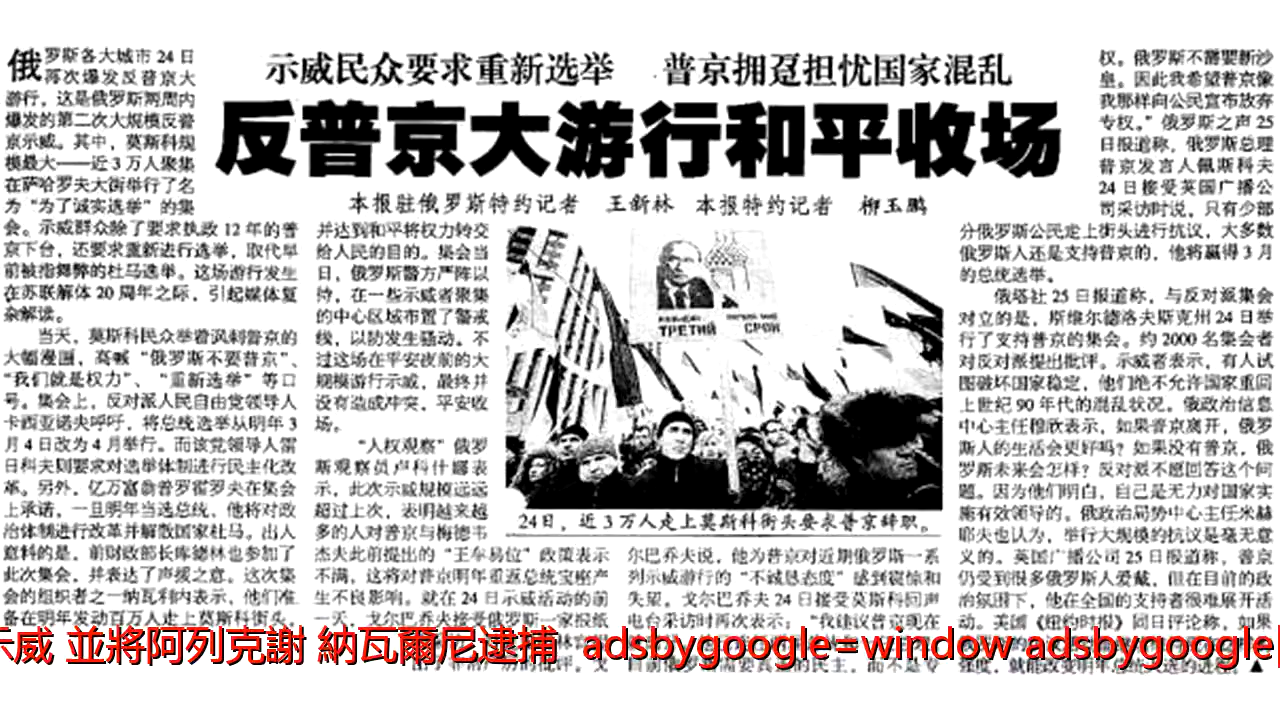 示威民众要求重新选举 普京拥趸担忧国家混乱
反普京大游行和平收场
本报驻俄罗斯特约记者 王新林 本报特约记者 柳玉鹏
俄罗斯各大城市 24 日
再次爆发反普京大
游行，这是俄罗斯两周内
爆发的第二次大规模反普
京示威。其中，莫斯科规
模最大——近 3 万人聚集
在萨哈罗夫大街举行了名
为“为了诚实选举”的集
会。示威群众除了要求执政 12 年的普
京下台，还要求重新进行选举，取代早
前被指舞弊的杜马选举。这场游行发生
在苏联解体 20 周年之际，引起媒体复
杂解读。
当天，莫斯科民众举着讽刺普京的
大幅漫画，高喊“俄罗斯不要普京”、
“我们就是权力”、“重新选举”等口
号。集会上，反对派人民自由党领导人
卡西亚诺夫呼吁，将总统选举从明年 3
月 4 日改为 4 月举行。而该党领导人雷
日科夫则要求对选举体制进行民主化改
革。另外，亿万富翁普罗霍罗夫在集会
上承诺，一旦明年当选总统，他将对政
治体制进行改革并解散国家杜马。出人
意料的是，前财政部长库德林也参加了
此次集会，并表达了声援之意。这次集
会的组织者之一纳瓦利内表示，他们准
备在明年发动百万人走上莫斯科街头，
并达到和平将权力转交
给人民的目的。集会当
日，俄罗斯警方严阵以
待，在一些示威者聚集
的中心区域布置了警戒
线，以防发生骚动。不
过这场在平安夜前的大
规模游行示威，最终并
没有造成冲突，平安收
场。
“人权观察”俄罗
斯观察员卢科什娜表
示，此次示威规模远远
超过上次，表明越来越
多的人对普京与梅德韦
杰夫此前提出的“王车易位”政策表示
不满，这将对普京明年重返总统宝座产
生不良影响。就在 24 日示威活动的前
ТРЕТИЙ СРОК
24日，近 3 万人走上莫斯科街头要求普京辞职。
尔巴乔夫说，他为普京对近期俄罗斯一系
列示威游行的“不诚恳态度”感到震惊和
失望。戈尔巴乔夫 24 日接受莫斯科回声
电台采访时再次表示：“我建议普京现在
权。俄罗斯不需要新沙
皇。因此我希望普京像
我那样向公民宣布放弃
专权。”俄罗斯之声 25
日报道称，俄罗斯总理
普京发言人佩斯科夫
24 日接受英国广播公
司采访时说，只有少部
分俄罗斯公民走上街头进行抗议，大多数
俄罗斯人还是支持普京的，他将赢得 3 月
的总统选举。
俄塔社 25 日报道称，与反对派集会
对立的是，斯维尔德洛夫斯克州 24 日举
行了支持普京的集会。约 2000 名集会者
对反对派提出批评。示威者表示，有人试
图破坏国家稳定，他们绝不允许国家重回
上世纪 90 年代的混乱状况。俄政治信息
中心主任穆欣表示，如果普京离开，俄罗
斯人的生活会更好吗？如果没有普京，俄
罗斯未来会怎样？反对派不愿回答这个问
题。因为他们明白，自己是无力对国家实
施有效领导的。俄政治局势中心主任米赫
耶夫也认为，举行大规模的抗议是毫无意
义的。英国广播公司 25 日报道称，普京
仍受到很多俄罗斯人爱戴，但在目前的政
治氛围下，他在全国的支持者很难展开活
动。美国《纽约时报》同日评论称，如果
示威 並將阿列克謝 納瓦爾尼逮捕 adsbygoogle=window adsbygoogle